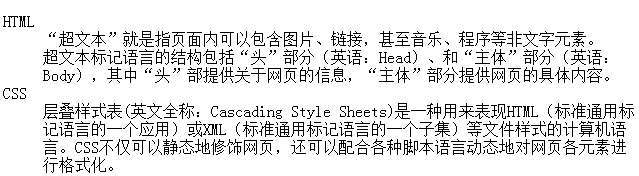 HTML
“超文本”就是指页面内可以包含图片、链接，甚至音乐、程序等非文字元素。
超文本标记语言的结构包括“头”部分（英语：Head）、和“主体”部分（英语：
Body），其中“头”部提供关于网页的信息，“主体”部分提供网页的具体内容。
CSS
层叠样式表(英文全称：Cascading Style Sheets)是一种用来表现HTML（标准通用标
记语言的一个应用）或XML（标准通用标记语言的一个子集）等文件样式的计算机语
言。CSS不仅可以静态地修饰网页，还可以配合各种脚本语言动态地对网页各元素进
行格式化。